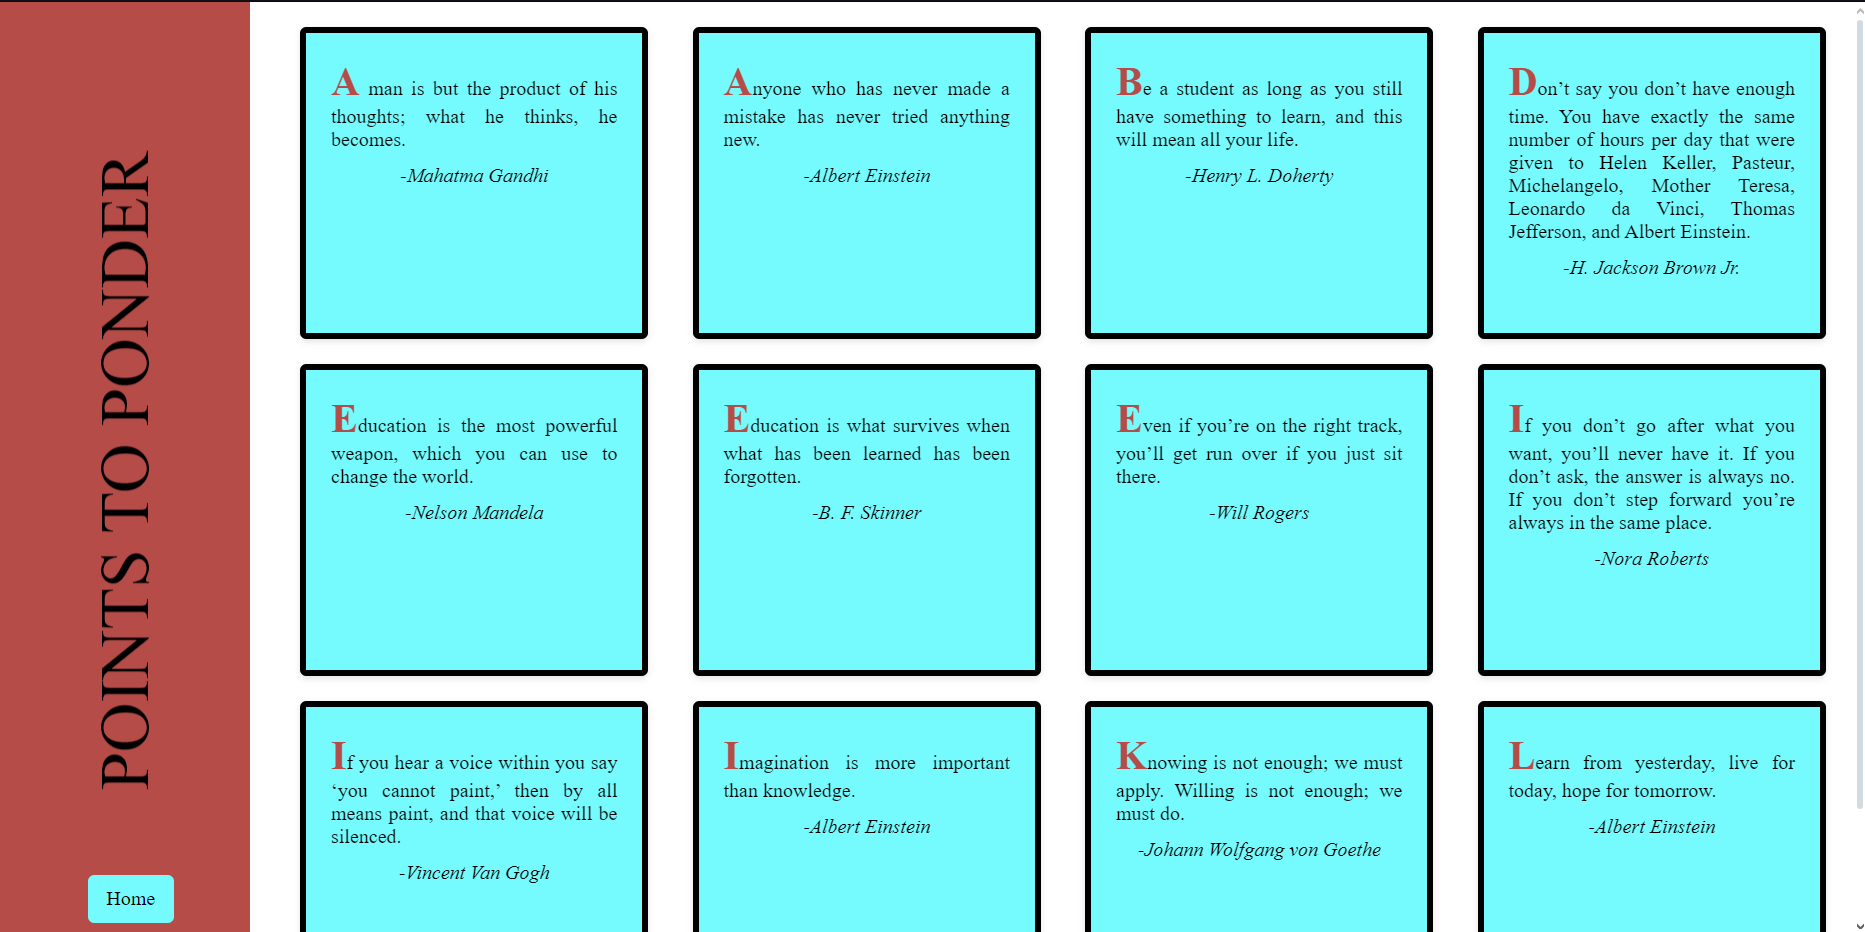 POINTS TO PONDER
Home
A man is but the product of his
thoughts; what he thinks, he
becomes.
-Mahatma Gandhi
Anyone who has never made a
mistake has never tried anything
new.
-Albert Einstein
Be a student as long as you still
have something to learn, and this
will mean all your life.
-Henry L. Doherty
Don’t say you don’t have enough
time. You have exactly the same
number of hours per day that were
given to Helen Keller, Pasteur,
Michelangelo, Mother Teresa,
Leonardo da Vinci, Thomas
Jefferson, and Albert Einstein.
-H. Jackson Brown Jr.
Education is the most powerful
weapon, which you can use to
change the world.
-Nelson Mandela
Education is what survives when
what has been learned has been
forgotten.
-B. F. Skinner
Even if you’re on the right track,
you’ll get run over if you just sit
there.
-Will Rogers
If you don’t go after what you
want, you’ll never have it. If you
don’t ask, the answer is always no.
If you don’t step forward you’re
always in the same place.
-Nora Roberts
If you hear a voice within you say
‘you cannot paint,’ then by all
means paint, and that voice will be
silenced.
-Vincent Van Gogh
Imagination is more important
than knowledge.
-Albert Einstein
Knowing is not enough; we must
apply. Willing is not enough; we
must do.
-Johann Wolfgang von Goethe
Learn from yesterday, live for
today, hope for tomorrow.
-Albert Einstein